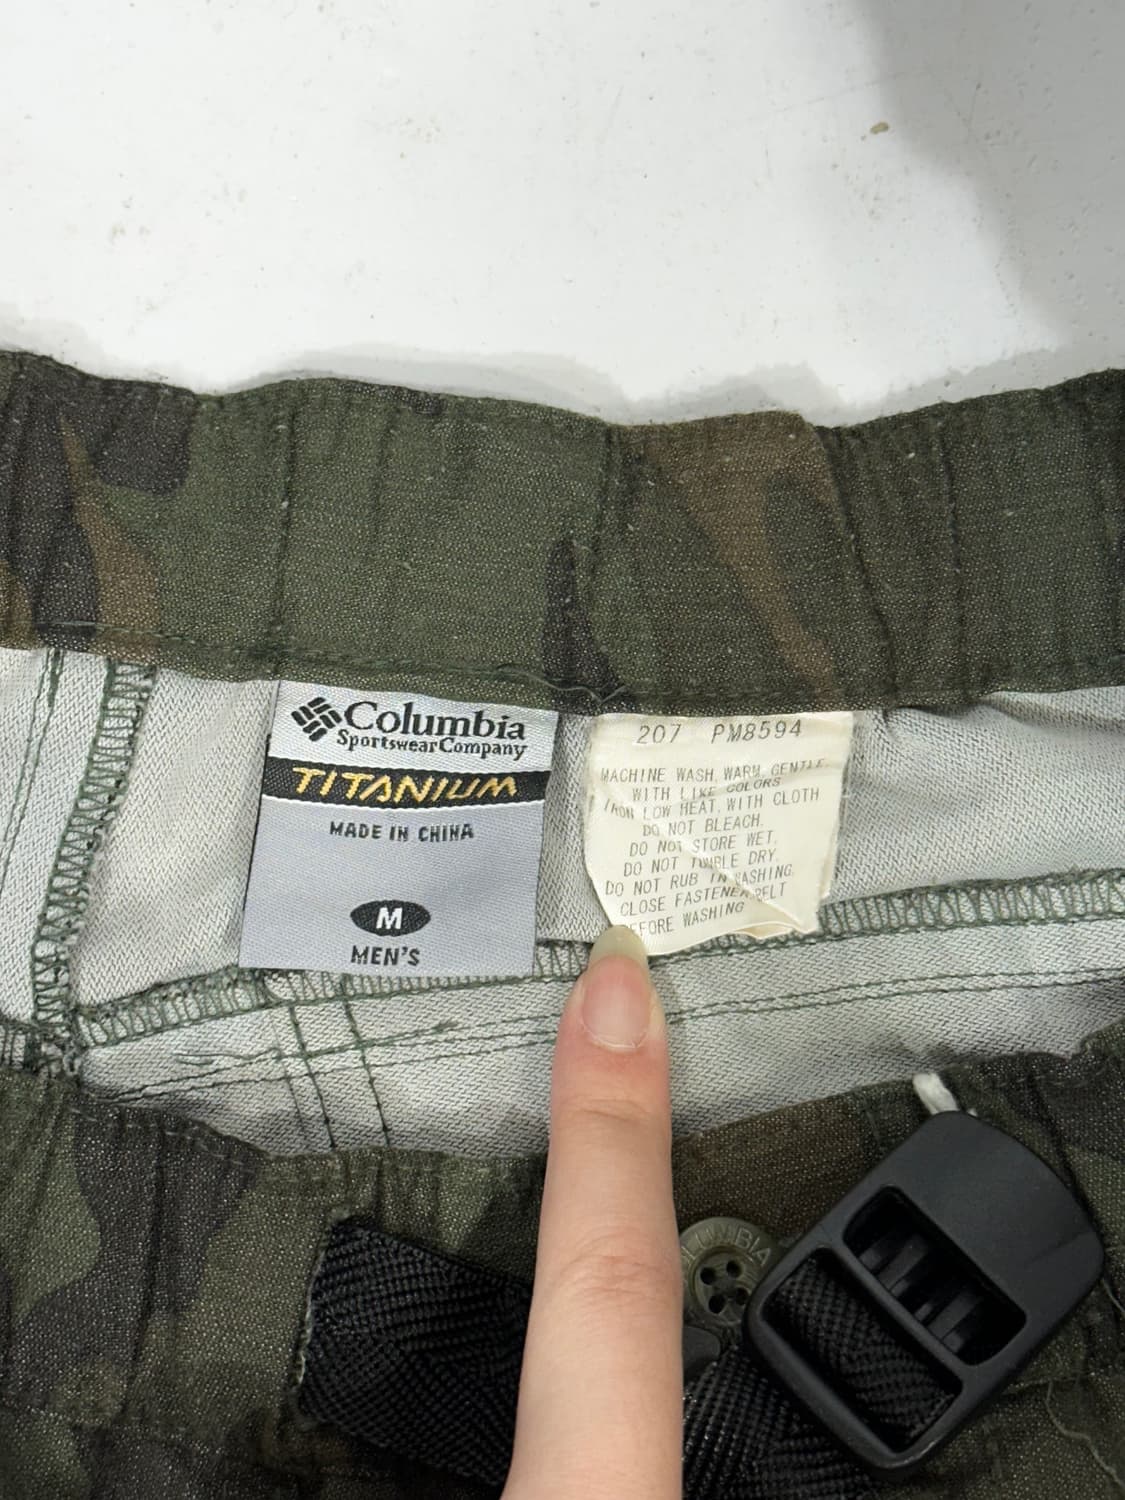 Columbia
Sportswear Company
TITANIUM
MADE IN CHINA
M
MEN'S
207 PM8594
MACHINE WASH, WARM, GENTLE,
WITH LIKE COLORS
IRON LOW HEAT, WITH CLOTH
DO NOT BLEACH.
DO NOT STORE WET.
DO NOT TUMBLE DRY.
DO NOT RUB IN WASHING.
CLOSE FASTENER,BELT
EFORE WASHING